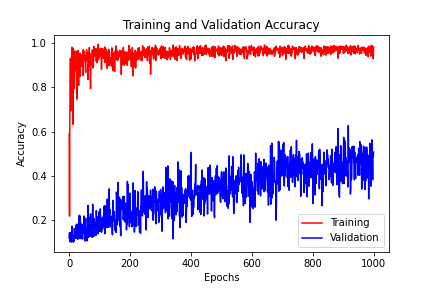 Training and Validation Accuracy
Accuracy
1.0
0.8
0.6
0.4
0.2
0
200
400
600
800
1000
Epochs
Training
Validation